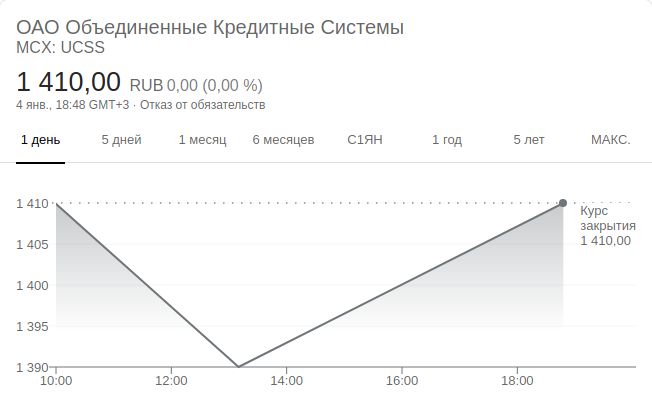 ОАО Объединенные Кредитные Системы
MCX: UCSS
1 410,00 RUB 0,00 (0,00 %)
4 янв., 18:48 GMT+3 · Отказ от обязательств
1 день 5 дней 1 месяц 6 месяцев С1ЯН 1 год 5 лет МАКС.
1 410
Курс
закрытия
1 410,00
1 405
1 400
1 395
1 390
10:00 12:00 14:00 16:00 18:00